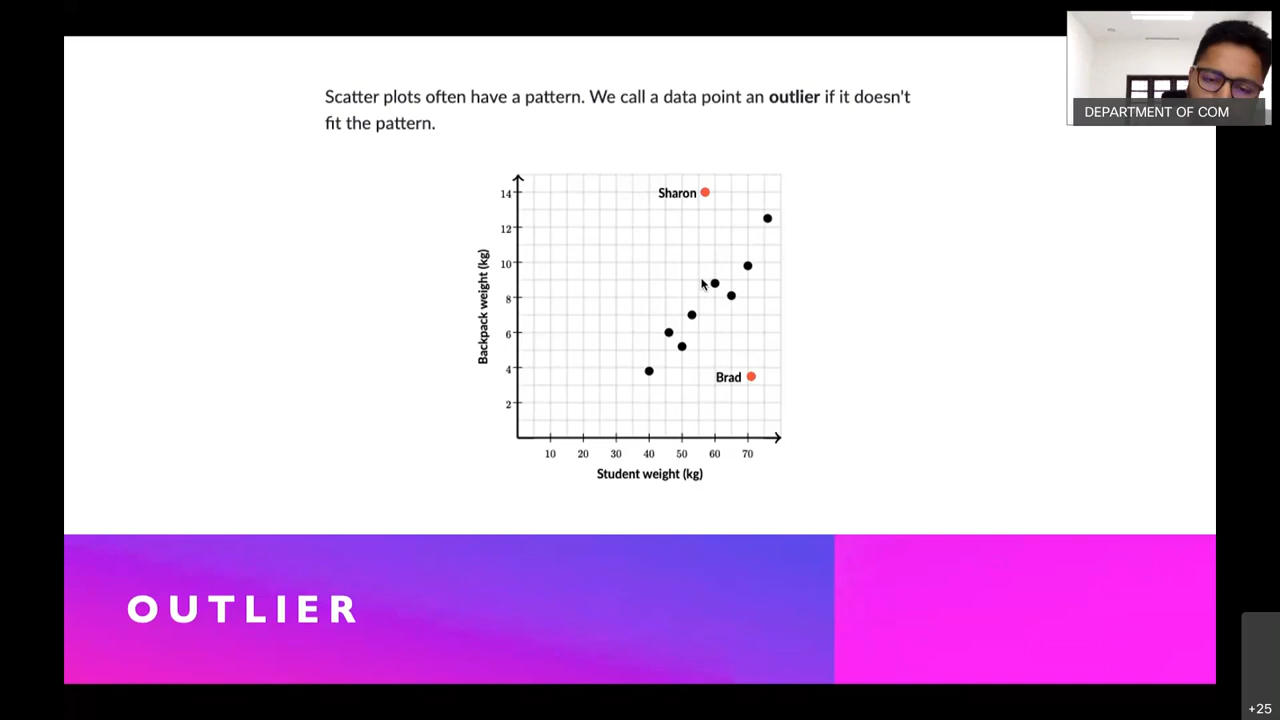 Scatter plots often have a pattern. We call a data point an outlier if it doesn't
fit the pattern.
DEPARTMENT OF COM
14
12
10
8
6
4
2
Backpack weight (kg)
Sharon
Brad
10 20 30 40 50 60 70
Student weight (kg)
OUTLIER
+25